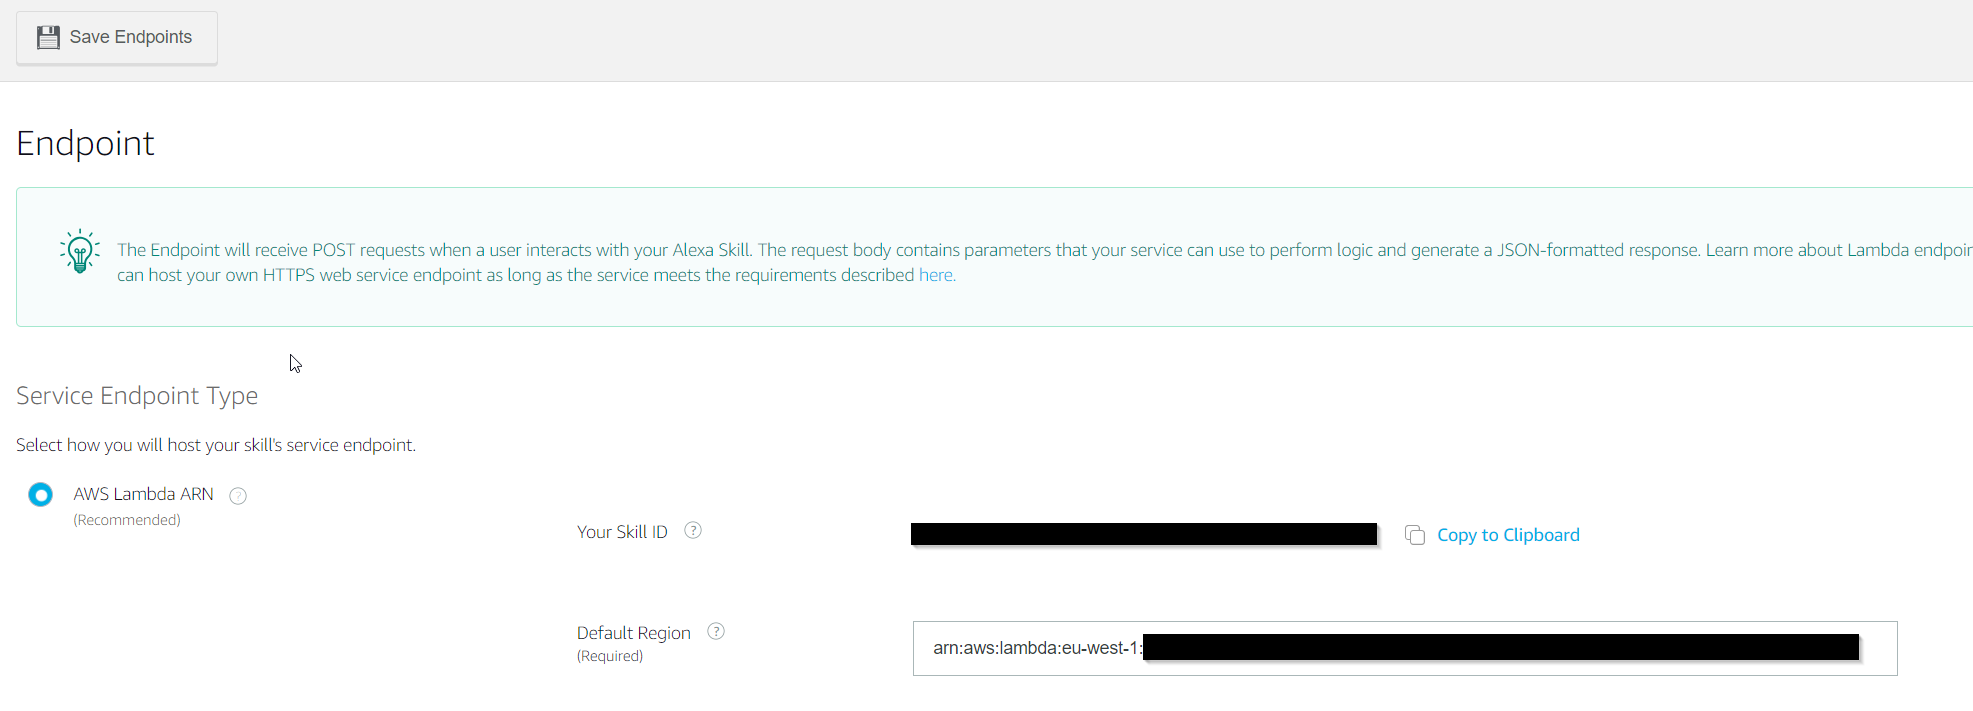 Save Endpoints
Endpoint
The Endpoint will receive POST requests when a user interacts with your Alexa Skill. The request body contains parameters that your service can use to perform logic and generate a JSON-formatted response. Learn more about Lambda
can host your own HTTPS web service endpoint as long as the service meets the requirements described here.
Service Endpoint Type
Select how you will host your skill's service endpoint.
AWS Lambda ARN ?
(Recommended)
Your Skill ID ?
Copy to Clipboard
Default Region ?
(Required)
arn:aws:lambda:eu-west-1: